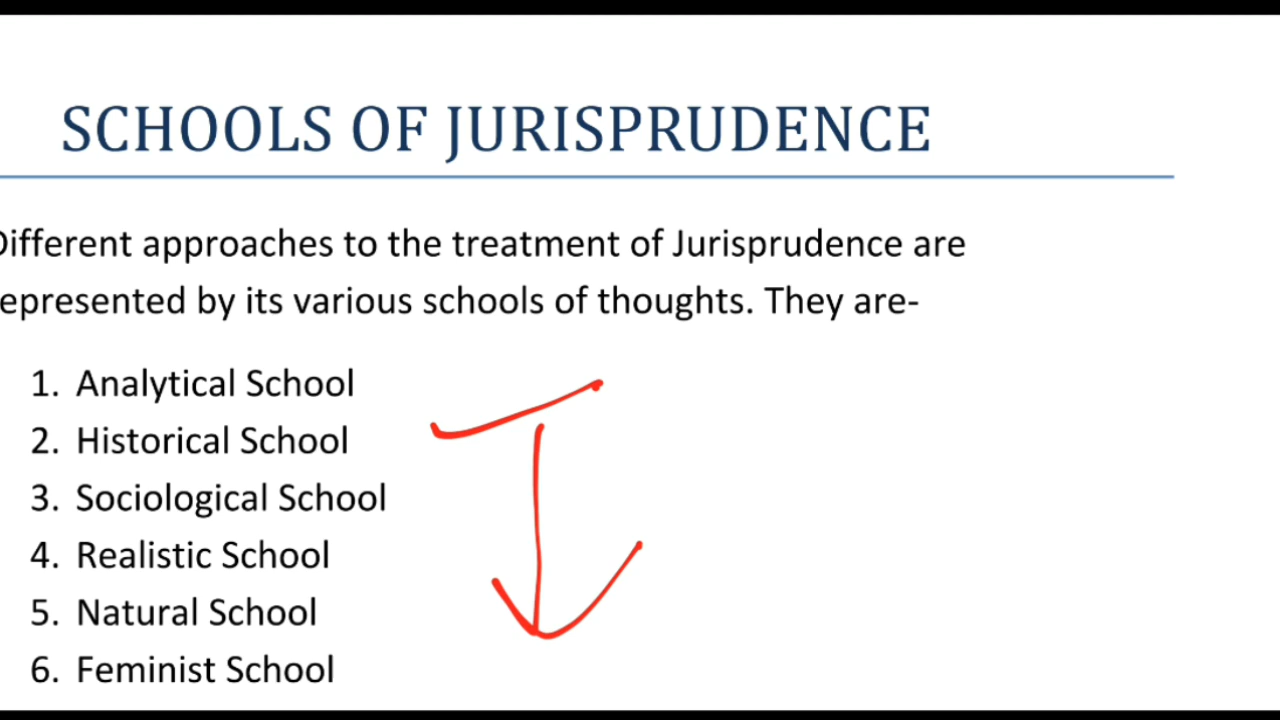 SCHOOLS OF JURISPRUDENCE
Different approaches to the treatment of Jurisprudence are
epresented by its various schools of thoughts. They are-
1. Analytical School
2. Historical School
3. Sociological School
4. Realistic School
5. Natural School
6. Feminist School